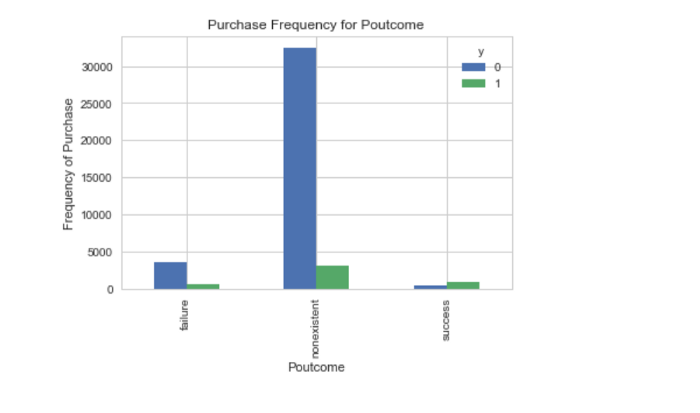 Purchase Frequency for Poutcome
y
0
1
30000
25000
20000
15000
10000
5000
0
Frequency of Purchase
failure
nonexistent
success
Poutcome